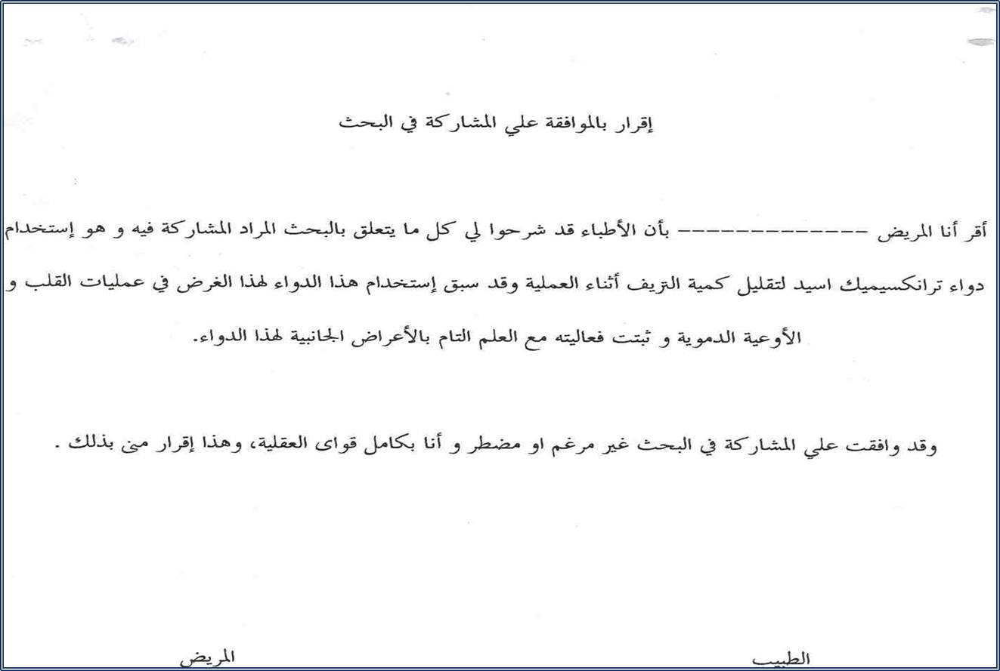 إقرار بالموافقة علي المشاركة في البحث
أقر أنا المريض ------------- بأن الأطباء قد شرحوا لي كل ما يتعلق بالبحث المراد المشاركة فيه و هو إستخدام
دواء ترانكسيميك اسيد لتقليل كمية التريف أثناء العملية وقد سبق إستخدام هذا الدواء لهذا الغرض في عمليات القلب و
الأوعية الدموية و ثبتت فعاليته مع العلم التام بالأعراض الجانبية لهذا الدواء.
وقد وافقت علي المشاركة في البحث غير مرغم او مضطر و أنا بكامل قواى العقلية، وهذا إقرار منى بذلك .
الطبيب المريض